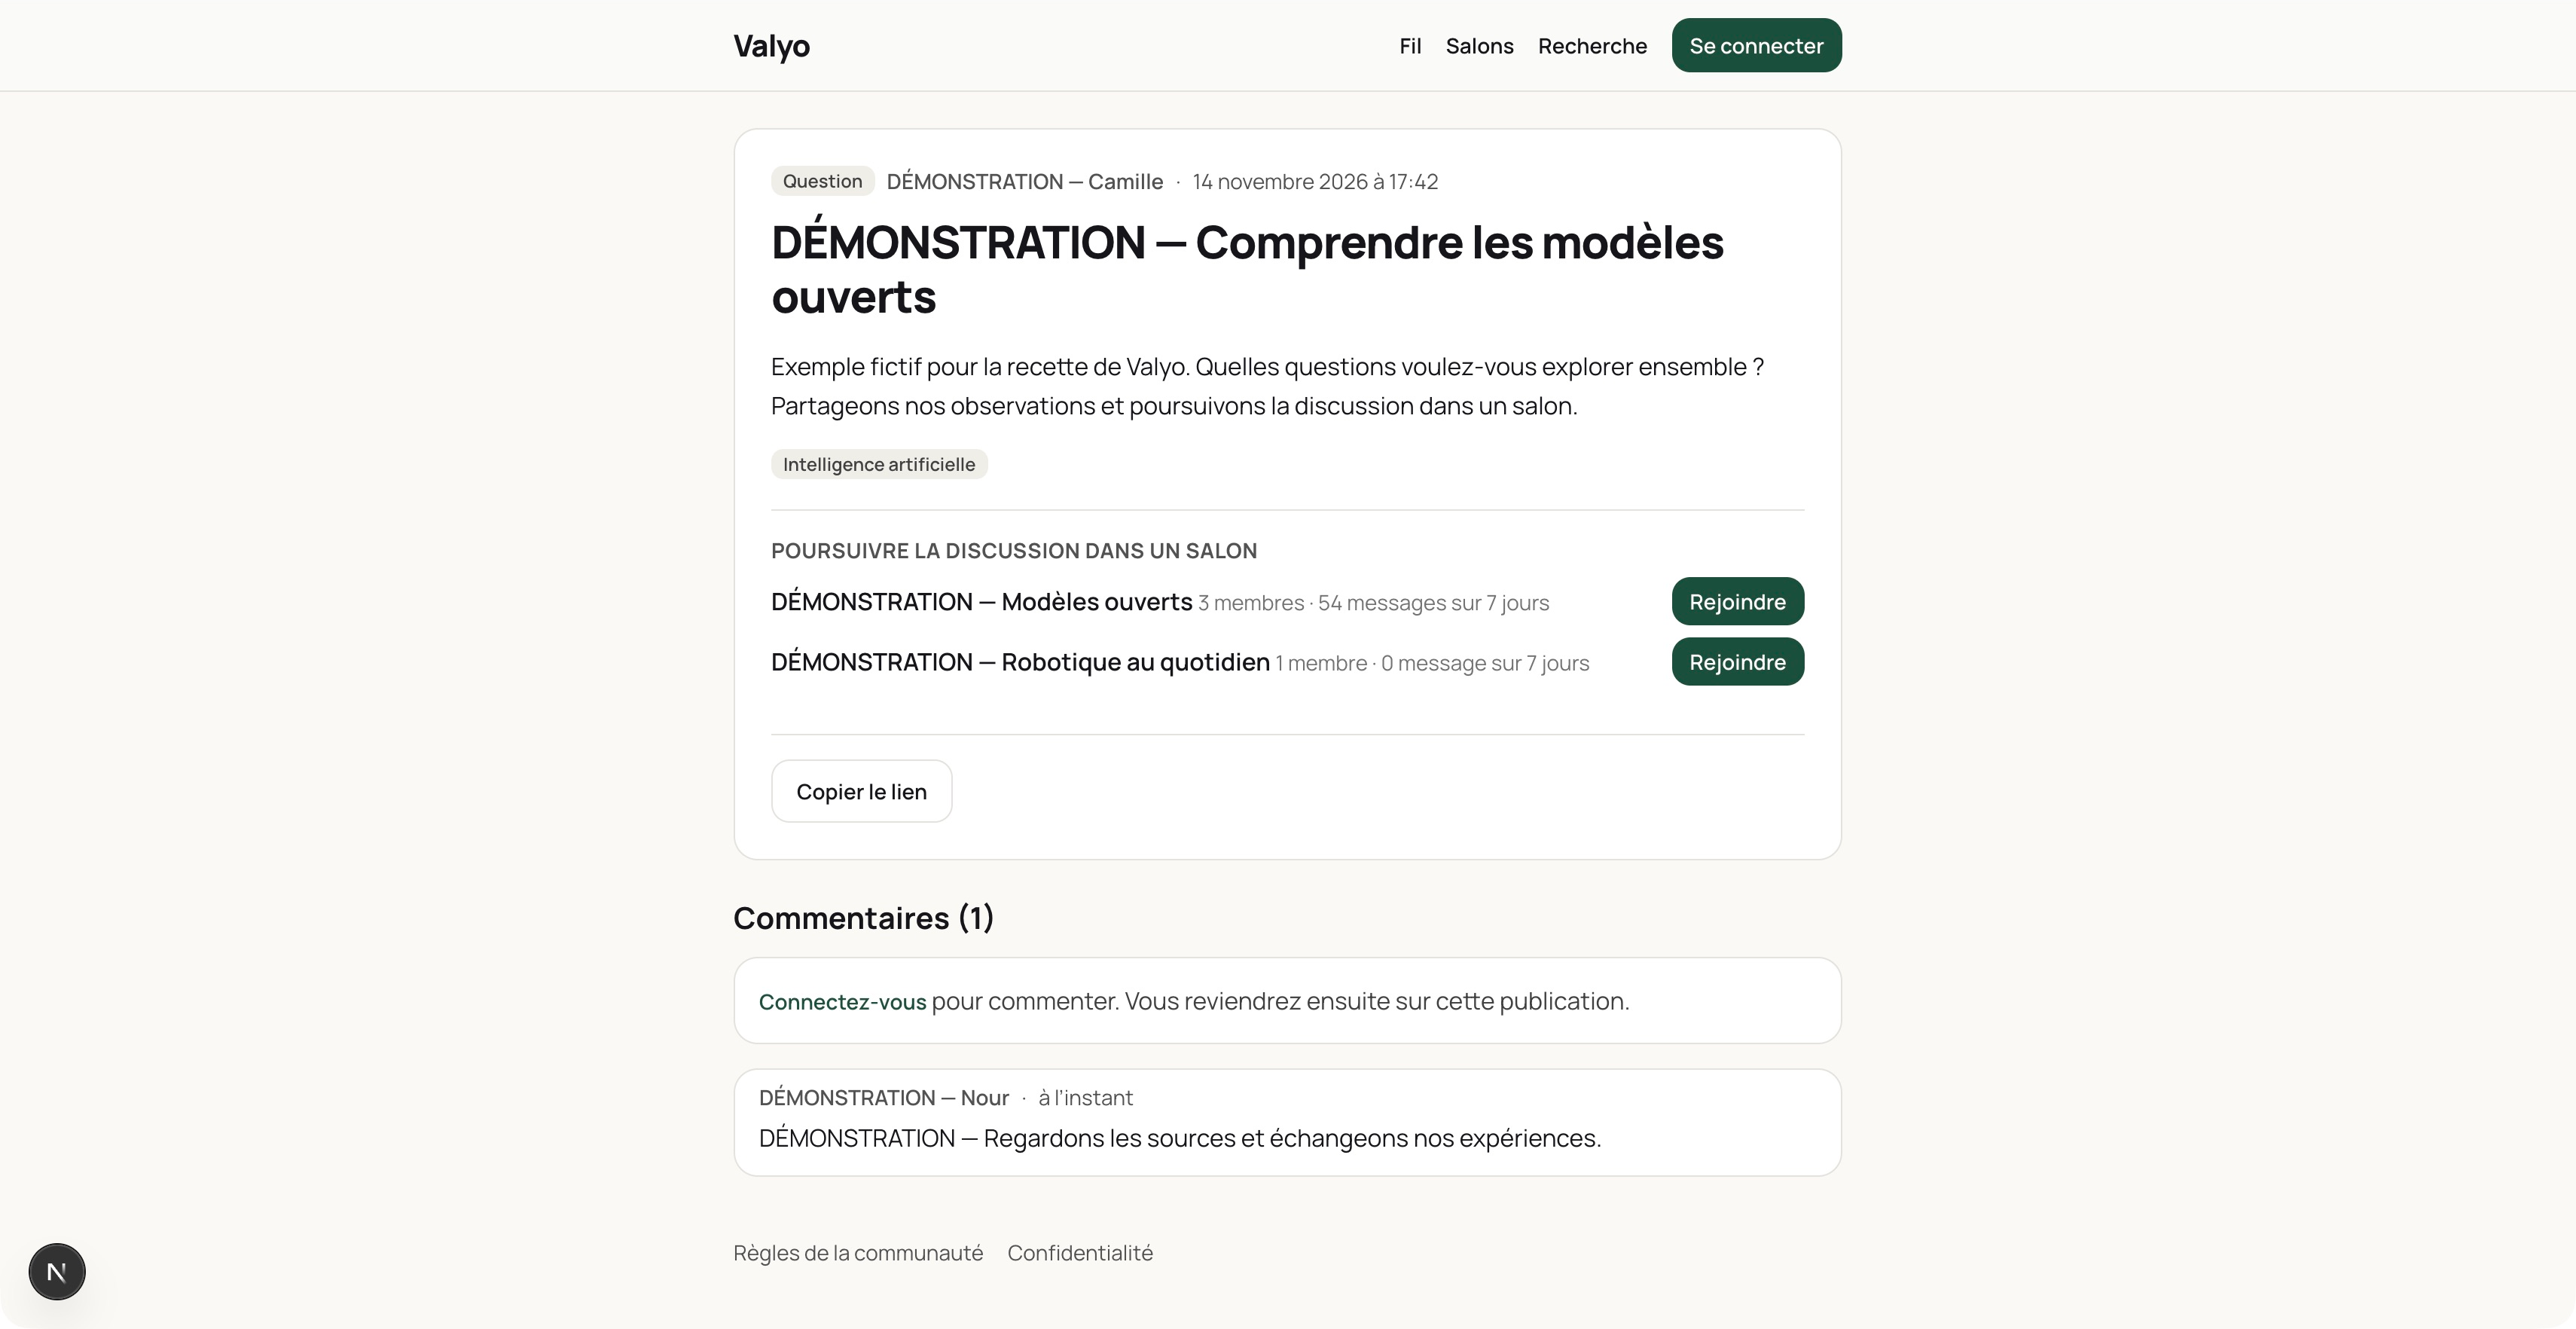 Valyo
Fil Salons Recherche Se connecter
Question DÉMONSTRATION — Camille · 14 novembre 2026 à 17:42
DÉMONSTRATION — Comprendre les modèles
ouverts
Exemple fictif pour la recette de Valyo. Quelles questions voulez-vous explorer ensemble ?
Partageons nos observations et poursuivons la discussion dans un salon.
Intelligence artificielle
POURSUIVRE LA DISCUSSION DANS UN SALON
DÉMONSTRATION — Modèles ouverts 3 membres · 54 messages sur 7 jours Rejoindre
DÉMONSTRATION — Robotique au quotidien 1 membre · 0 message sur 7 jours Rejoindre
Copier le lien
Commentaires (1)
Connectez-vous pour commenter. Vous reviendrez ensuite sur cette publication.
DÉMONSTRATION — Nour · à l’instant
DÉMONSTRATION — Regardons les sources et échangeons nos expériences.
Règles de la communauté Confidentialité
N